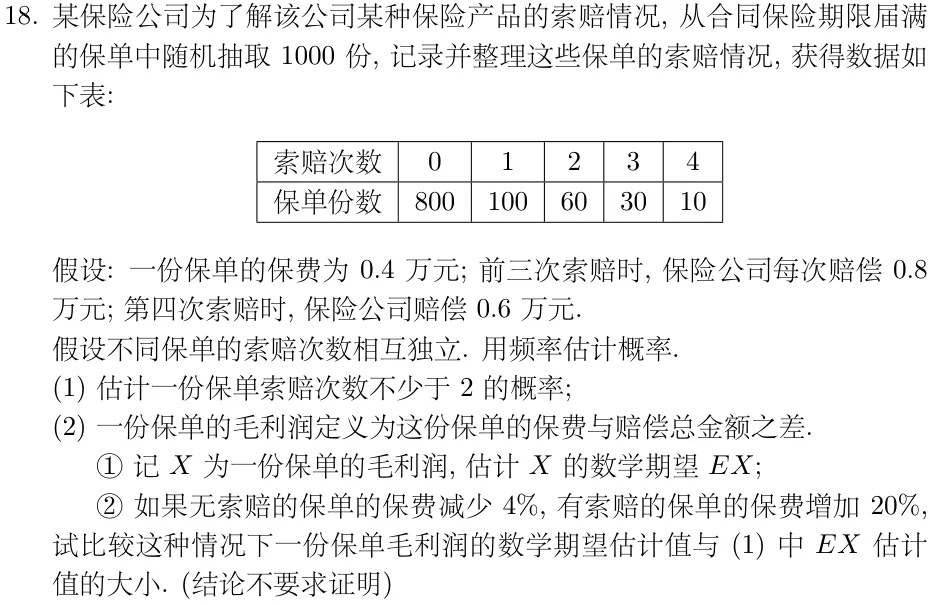 18. 某保险公司为了解该公司某种保险产品的索赔情况, 从合同保险期限届满
的保单中随机抽取 1000 份, 记录并整理这些保单的索赔情况, 获得数据如
下表:
索赔次数 0 1 2 3 4
保单份数 800 100 60 30 10
假设: 一份保单的保费为 0.4 万元; 前三次索赔时, 保险公司每次赔偿 0.8
万元; 第四次索赔时, 保险公司赔偿 0.6 万元.
假设不同保单的索赔次数相互独立. 用频率估计概率.
(1) 估计一份保单索赔次数不少于 2 的概率;
(2) 一份保单的毛利润定义为这份保单的保费与赔偿总金额之差.
① 记 X 为一份保单的毛利润, 估计 X 的数学期望 EX;
② 如果无索赔的保单的保费减少 4%, 有索赔的保单的保费增加 20%,
试比较这种情况下一份保单毛利润的数学期望估计值与 (1) 中 EX 估计
值的大小. (结论不要求证明)